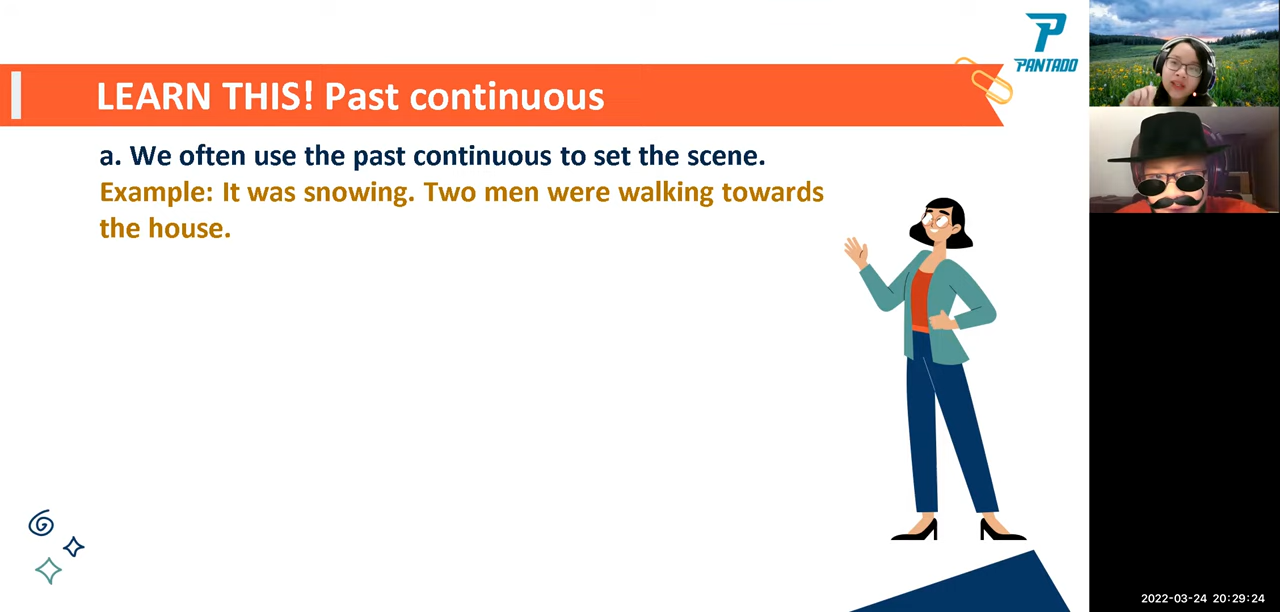 PANTADO
LEARN THIS! Past continuous
a. We often use the past continuous to set the scene.
Example: It was snowing. Two men were walking towards
the house.
2022-03-24 20:29:24